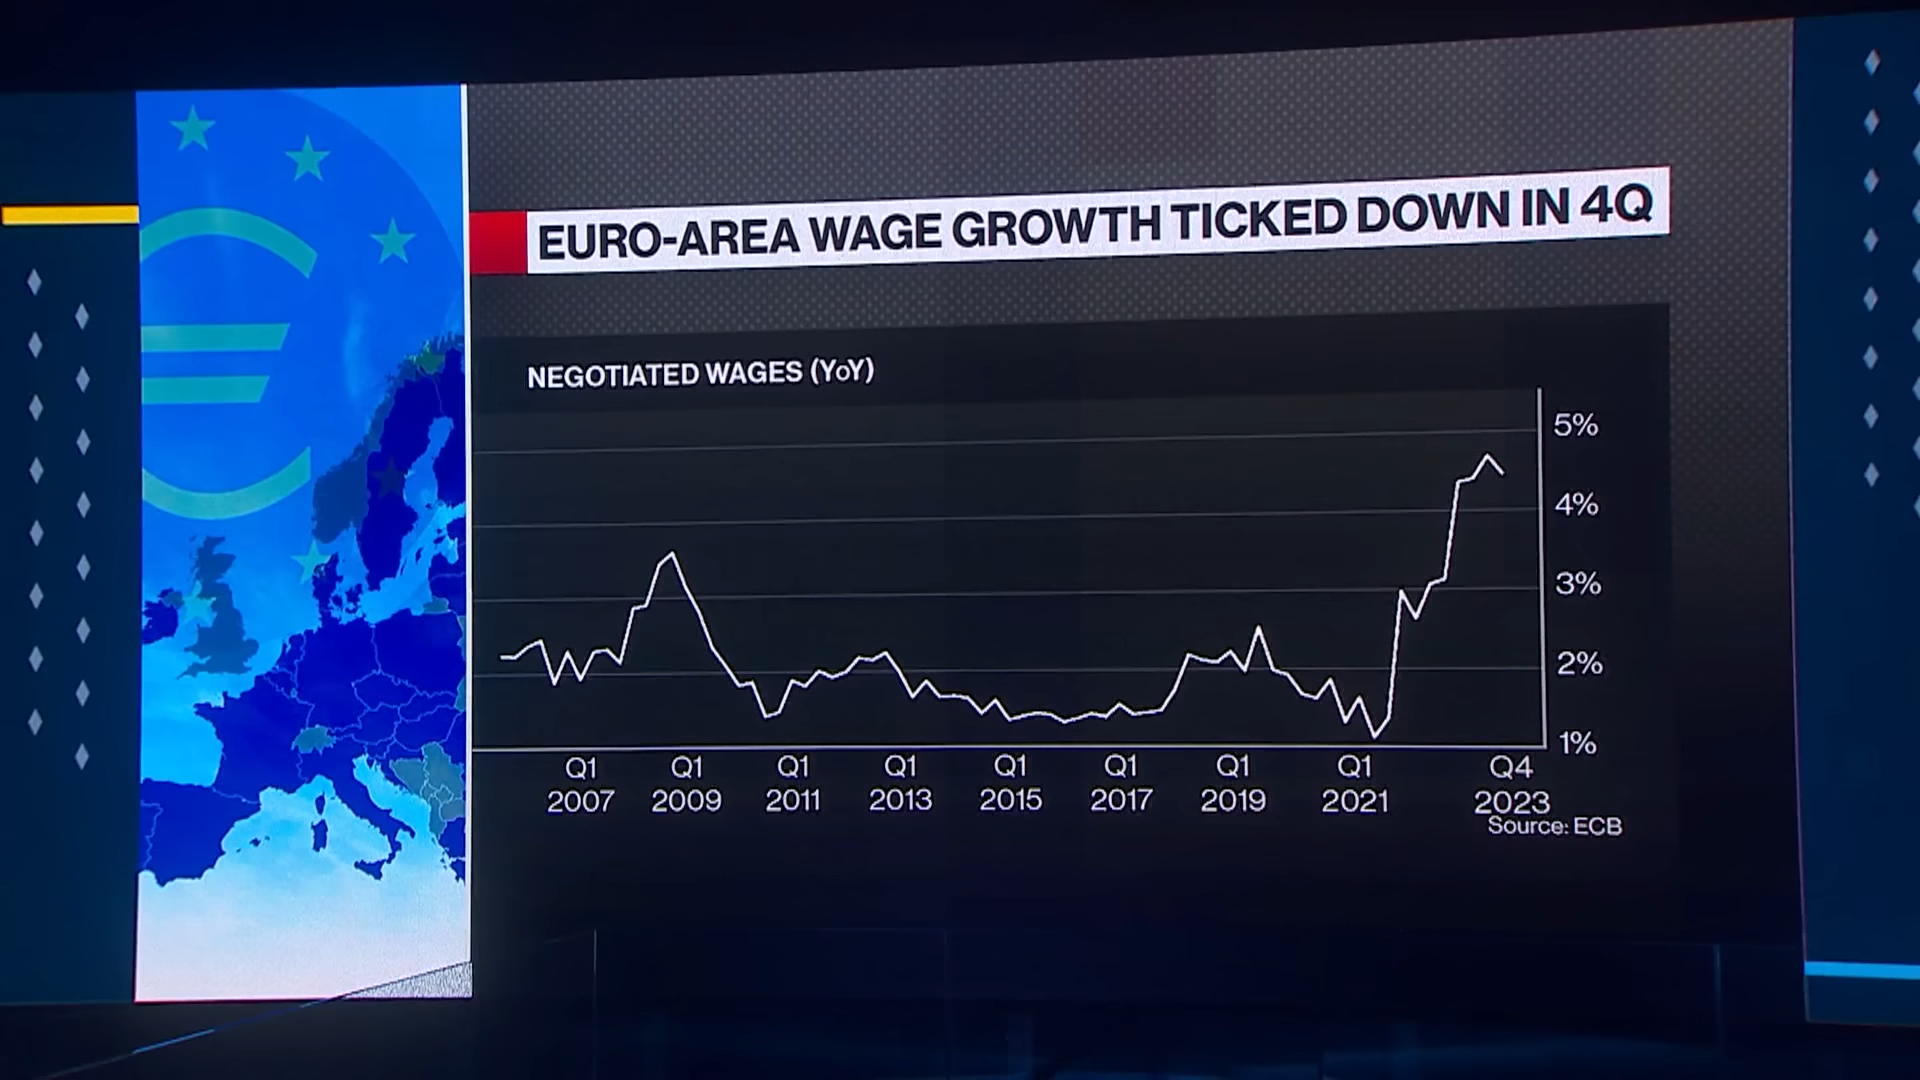 EURO-AREA WAGE GROWTH TICKED DOWN IN 4Q
NEGOTIATED WAGES (YoY)
5%
4%
3%
2%
1%
Q1 Q1 Q1 Q1 Q1 Q1 Q1 Q1 Q4
2007 2009 2011 2013 2015 2017 2019 2021 2023
Source: ECB